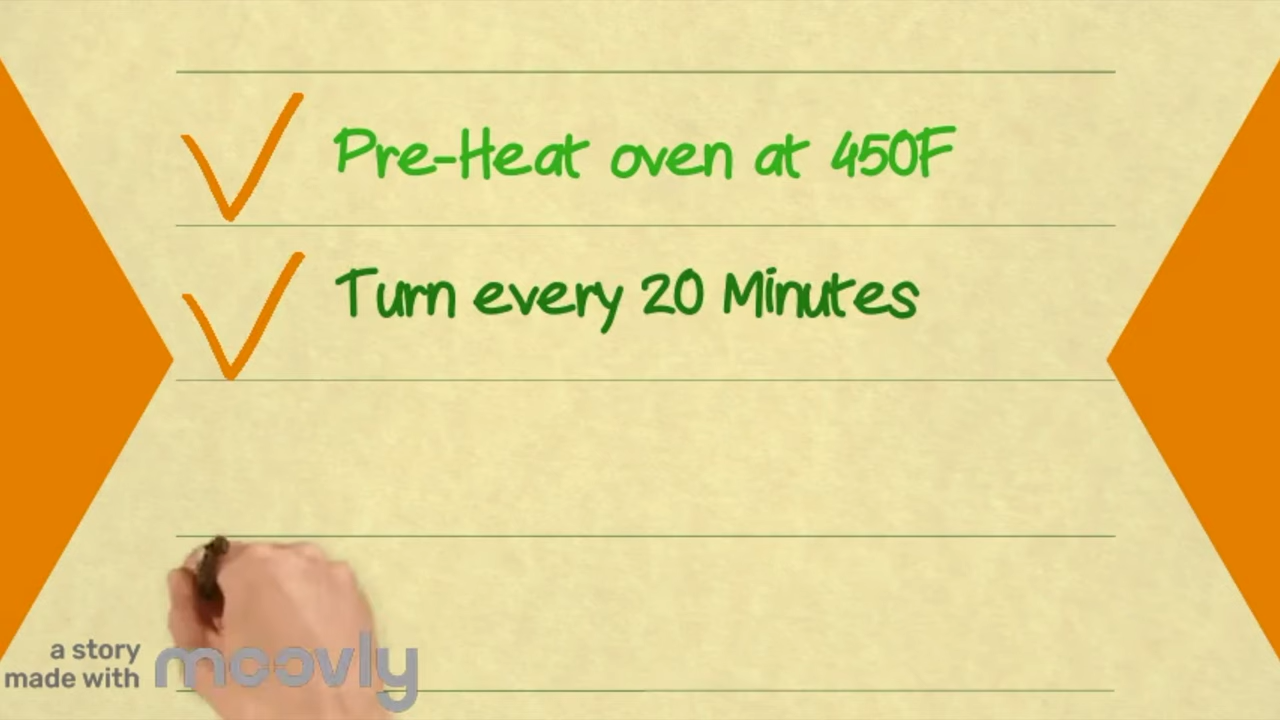 Pre-Heat oven at 450F
Turn every 20 Minutes
a story
made with moovly